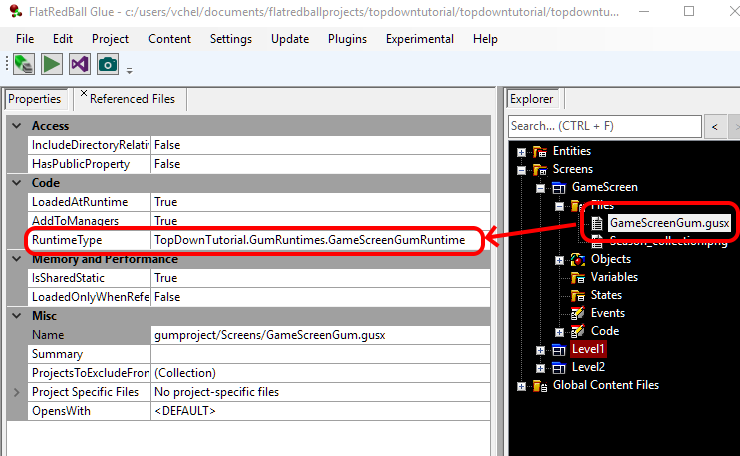 FlatRedBall Glue - c:/users/vchel/documents/flatredballprojects/topdowntutorial/topdowntutorial/topdowntu...
File Edit Project Content Settings Update Plugins Experimental Help
Properties Referenced Files
Access
IncludeDirectoryRelati False
HasPublicProperty False
Code
LoadedAtRuntime True
AddToManagers True
RuntimeType TopDownTutorial.GumRuntimes.GameScreenGumRuntime
Memory and Performance
IsSharedStatic True
LoadedOnlyWhenRefe False
Misc
Name gumproject/Screens/GameScreenGum.gusx
Summary
ProjectsToExcludeFron (Collection)
Project Specific Files No project-specific files
OpensWith <DEFAULT>
Explorer
Search... (CTRL + F) < >
Entities
Screens
GameScreen
Files
GameScreenGum.gusx
Season_collection.png
Objects
Variables
States
Events
Code
Level1
Level2
Global Content Files